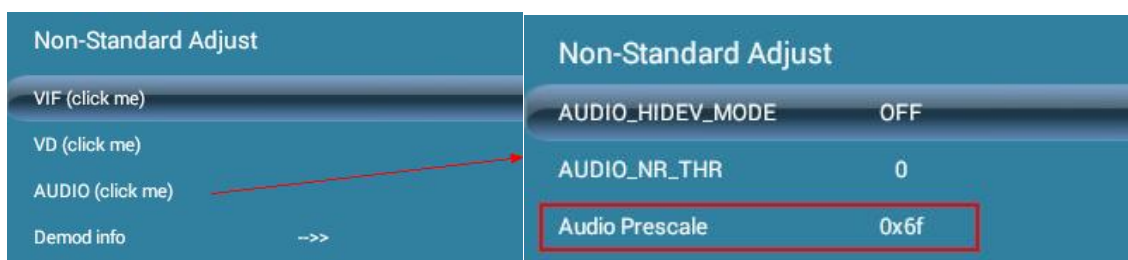 Non-Standard Adjust
VIF (click me)
VD (click me)
AUDIO (click me)
Demod info -->>
Non-Standard Adjust
AUDIO_HIDEV_MODE OFF
AUDIO_NR_THR 0
Audio Prescale 0x6f